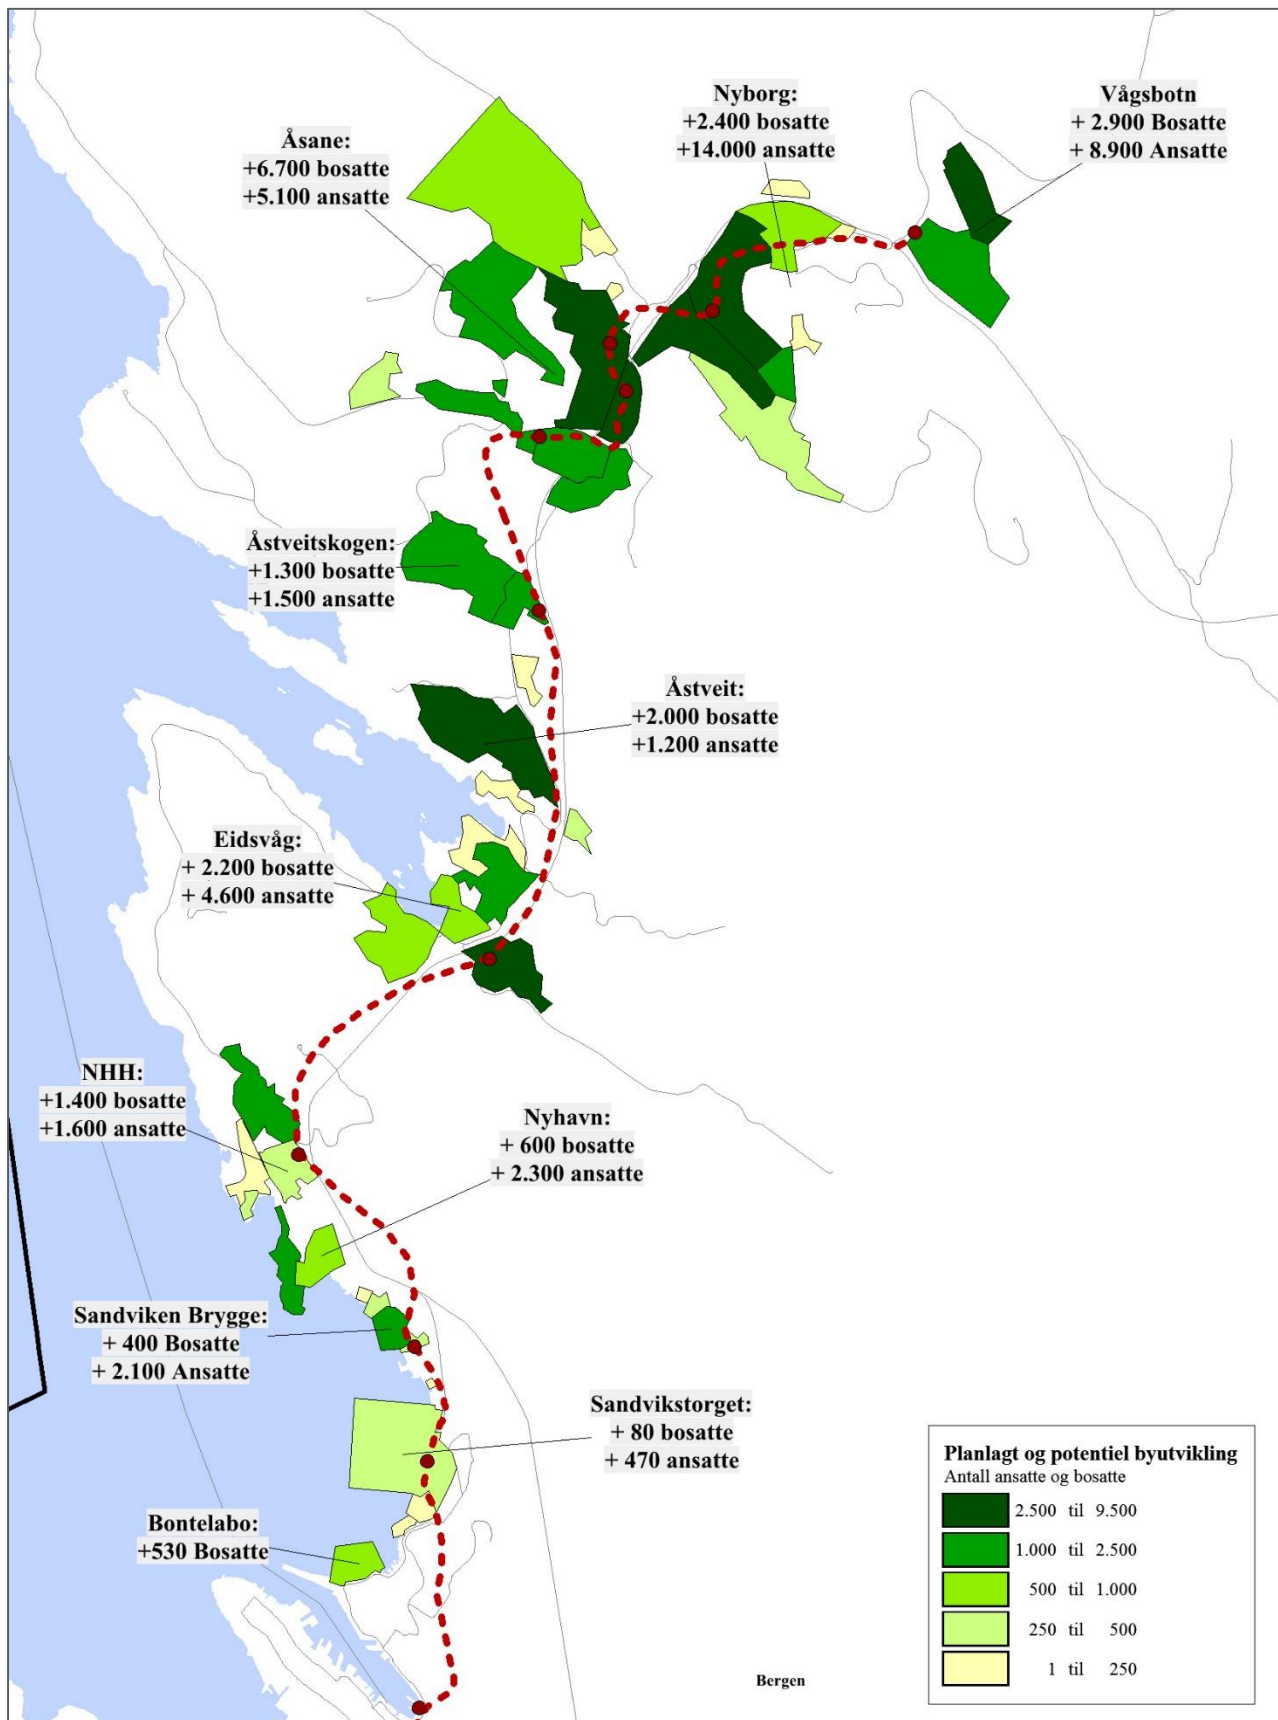 Nyborg:
+2.400 bosatte
+14.000 ansatte
Vågsbotn
+ 2.900 Bosatte
+ 8.900 Ansatte
Åsane:
+6.700 bosatte
+5.100 ansatte
Åstveitskogen:
+1.300 bosatte
+1.500 ansatte
Åstveit:
+2.000 bosatte
+1.200 ansatte
Eidsvåg:
+ 2.200 bosatte
+ 4.600 ansatte
NHH:
+1.400 bosatte
+1.600 ansatte
Nyhavn:
+ 600 bosatte
+ 2.300 ansatte
Sandviken Brygge:
+ 400 Bosatte
+ 2.100 Ansatte
Sandvikstorget:
+ 80 bosatte
+ 470 ansatte
Bontelabo:
+530 Bosatte
Bergen
Planlagt og potentiel byutvikling
Antall ansatte og bosatte
2.500 til 9.500
1.000 til 2.500
500 til 1.000
250 til 500
1 til 250